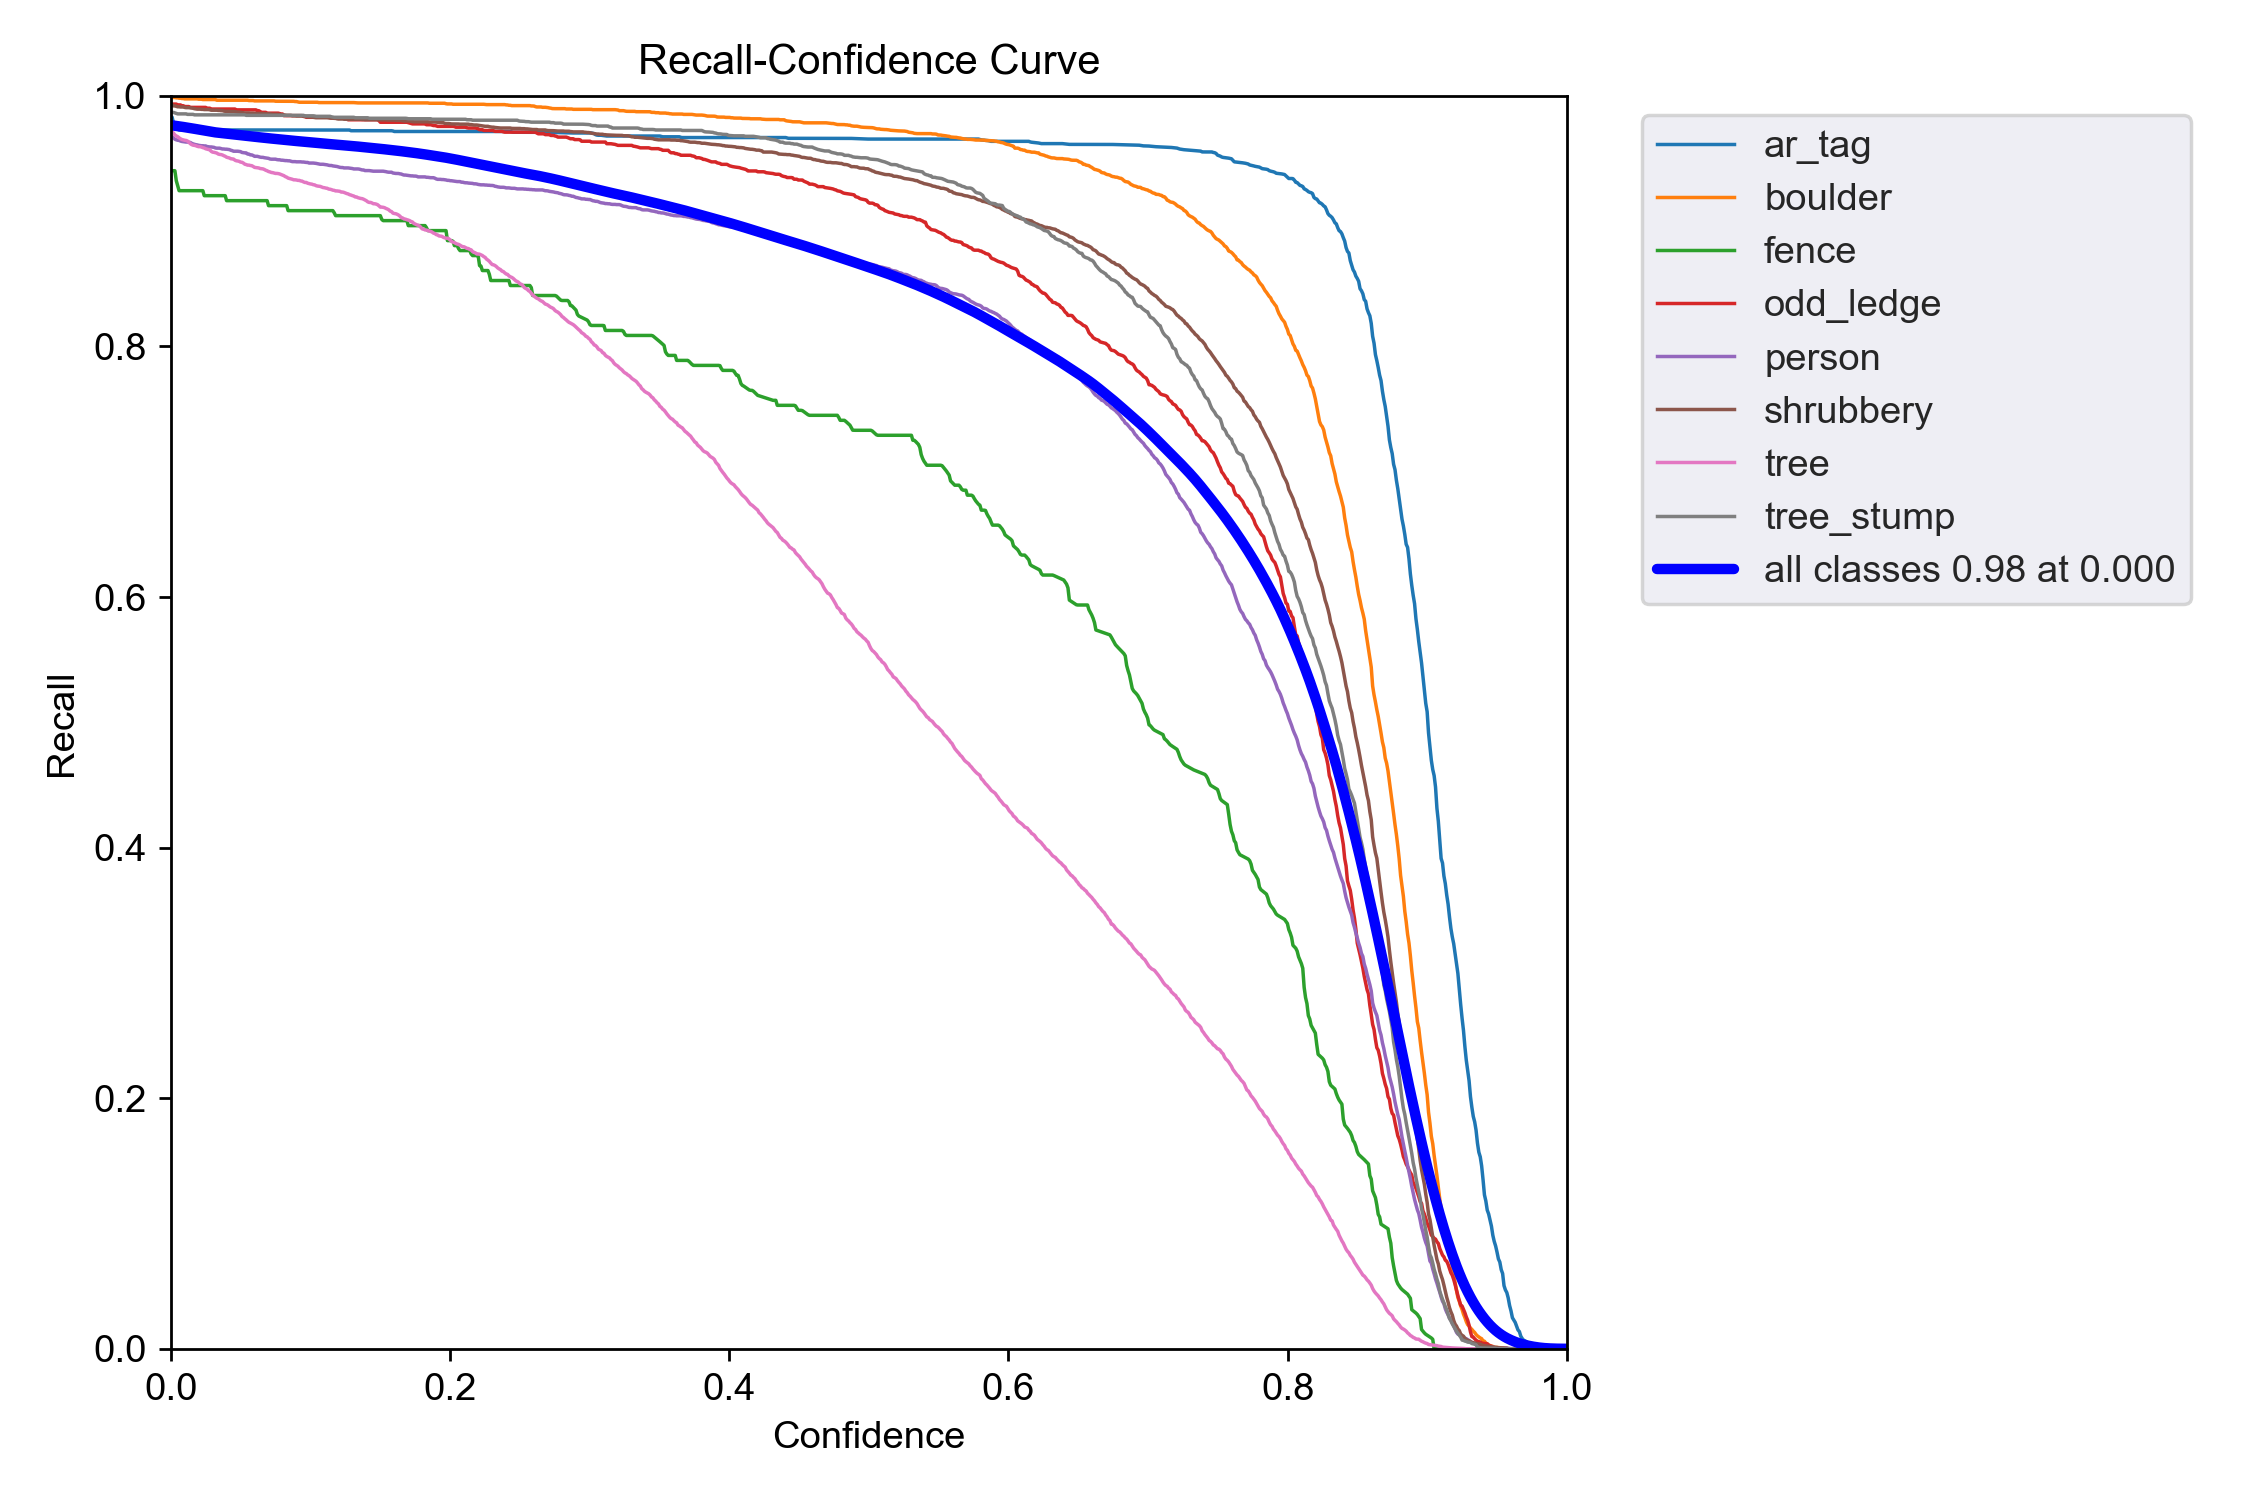 Recall-Confidence Curve
1.0
0.8
0.6
0.4
0.2
0.0
Recall
0.0 0.2 0.4 0.6 0.8 1.0
Confidence
ar_tag
boulder
fence
odd_ledge
person
shrubbery
tree
tree_stump
all classes 0.98 at 0.000